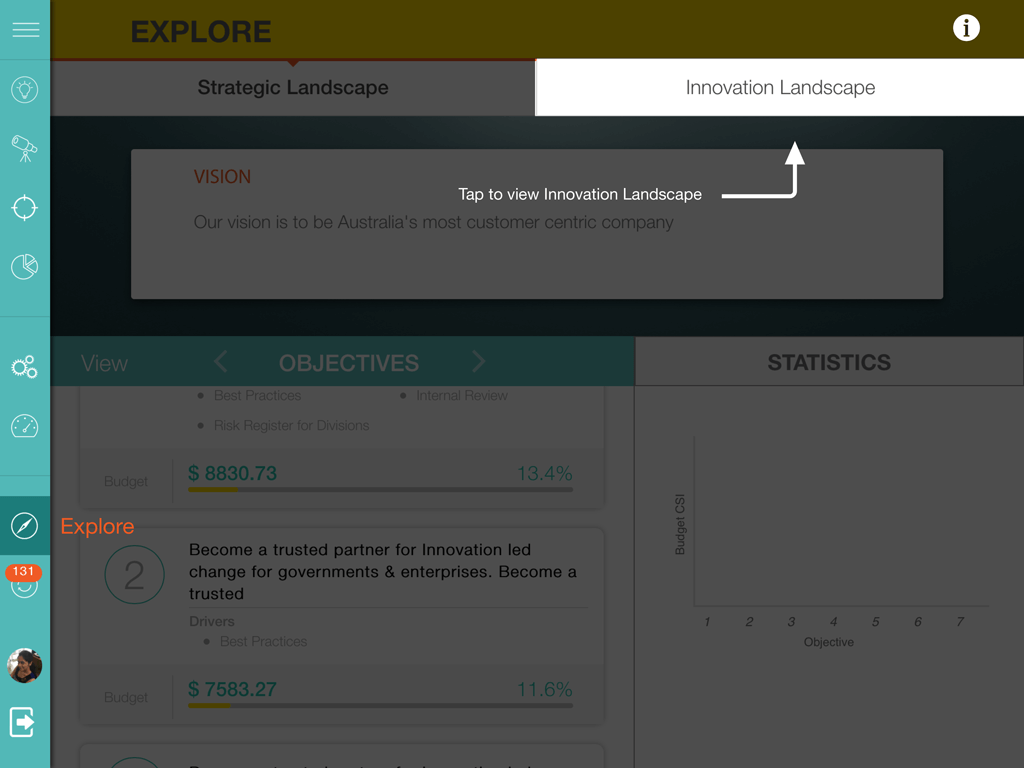 EXPLORE
i
Strategic Landscape
Innovation Landscape
VISION
Tap to view Innovation Landscape
Our vision is to be Australia's most customer centric company
View
OBJECTIVES
STATISTICS
Best Practices
Internal Review
Risk Register for Divisions
Budget
$ 8830.73
13.4%
Explore
2
Become a trusted partner for Innovation led
change for governments & enterprises. Become a
trusted
Drivers
Best Practices
Budget
$ 7583.27
11.6%
131
Budget CSI
1 2 3 4 5 6 7
Objective